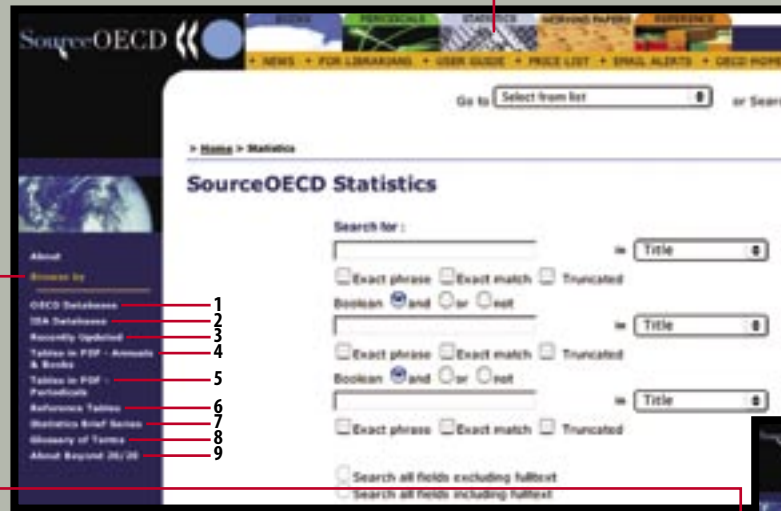 SourceOECD
BOOKS PERIODICALS STATISTICS WORKING PAPERS REFERENCE
+ NEWS + FOR LIBRARIANS + USER GUIDE + PRICE LIST + EMAIL ALERTS + OECD HOME
Go to Select from list or Sear
> Home > Statistics
SourceOECD Statistics
Search for :
in Title
Exact phrase Exact match Truncated
Boolean and or not
in Title
Exact phrase Exact match Truncated
Boolean and or not
in Title
Exact phrase Exact match Truncated
Search all fields excluding fulltext
Search all fields including fulltext
About
Browse by
OECD Databases 1
IEA Databases 2
Recently Updated 3
Tables in PDF - Annuals 4
& Books
Tables in PDF - 5
Periodicals
Reference Tables 6
Statistics Brief Series 7
Glossary of Terms 8
About Beyond 20/20 9